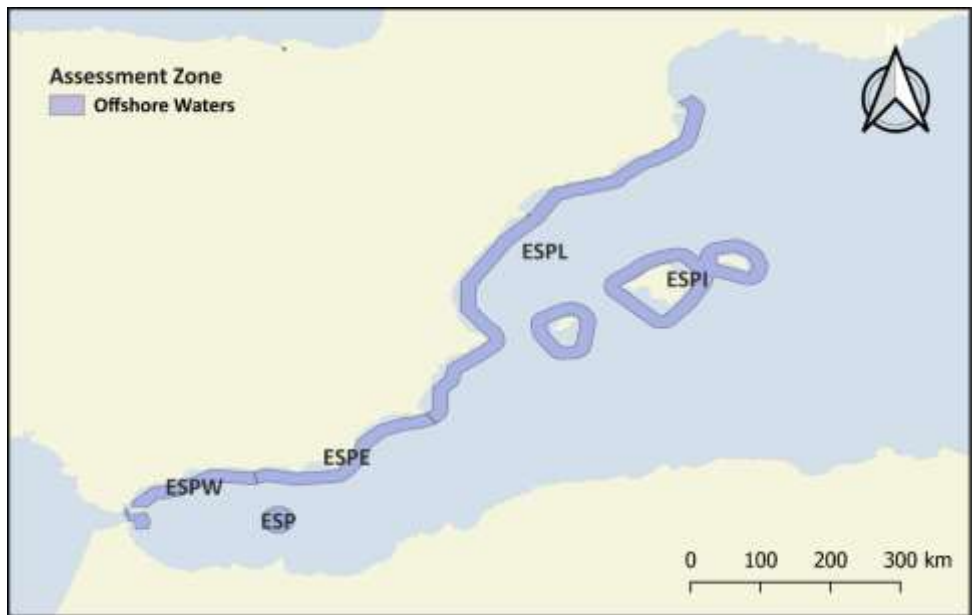 N
Assessment Zone
Offshore Waters
ESPL
ESPI
ESPE
ESPW
ESP
0 100 200 300 km